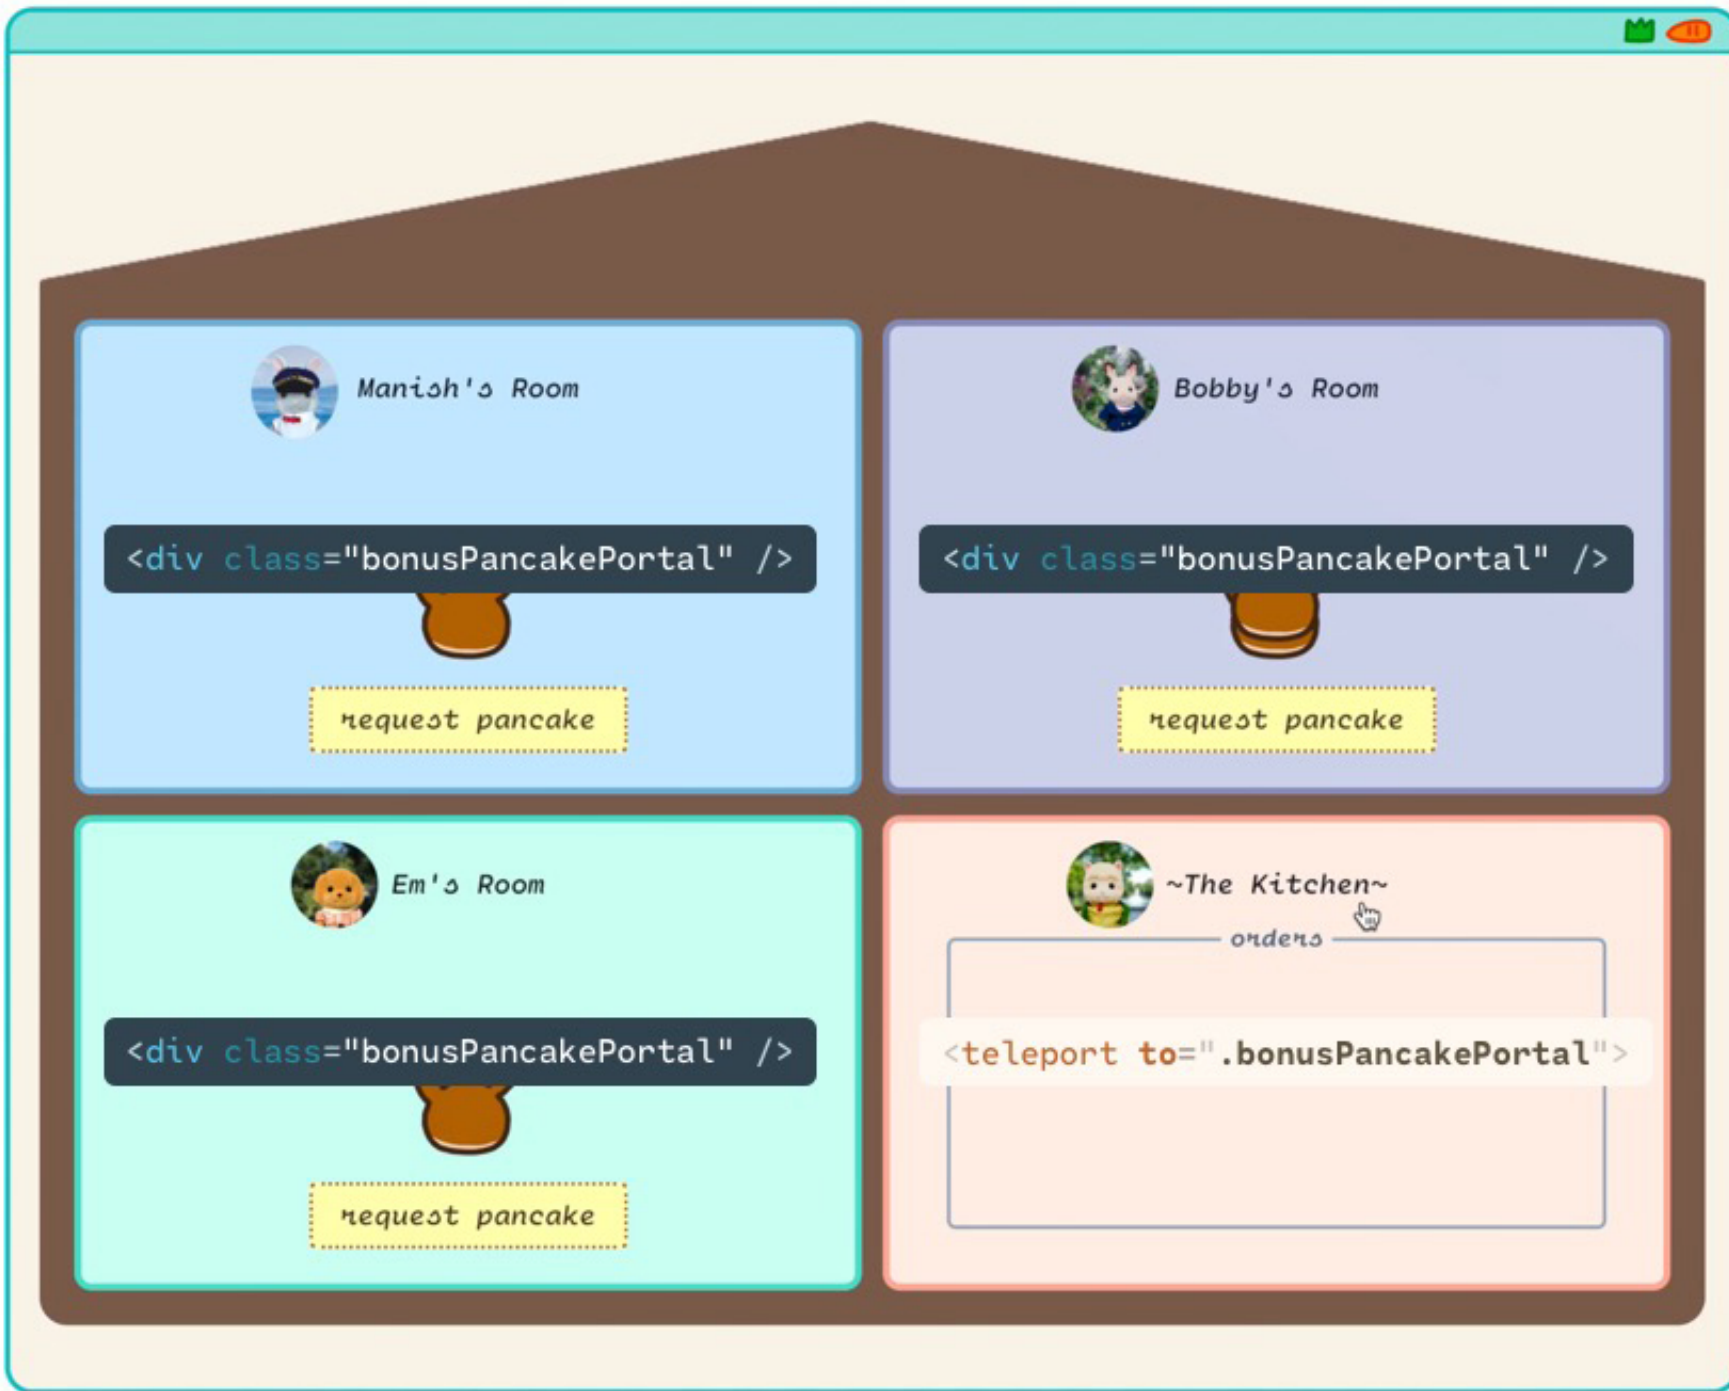 Manish's Room
<div class="bonusPancakePortal" />
request pancake
Bobby's Room
<div class="bonusPancakePortal" />
request pancake
Em's Room
<div class="bonusPancakePortal" />
request pancake
~The Kitchen~
orders
<teleport to=".bonusPancakePortal">